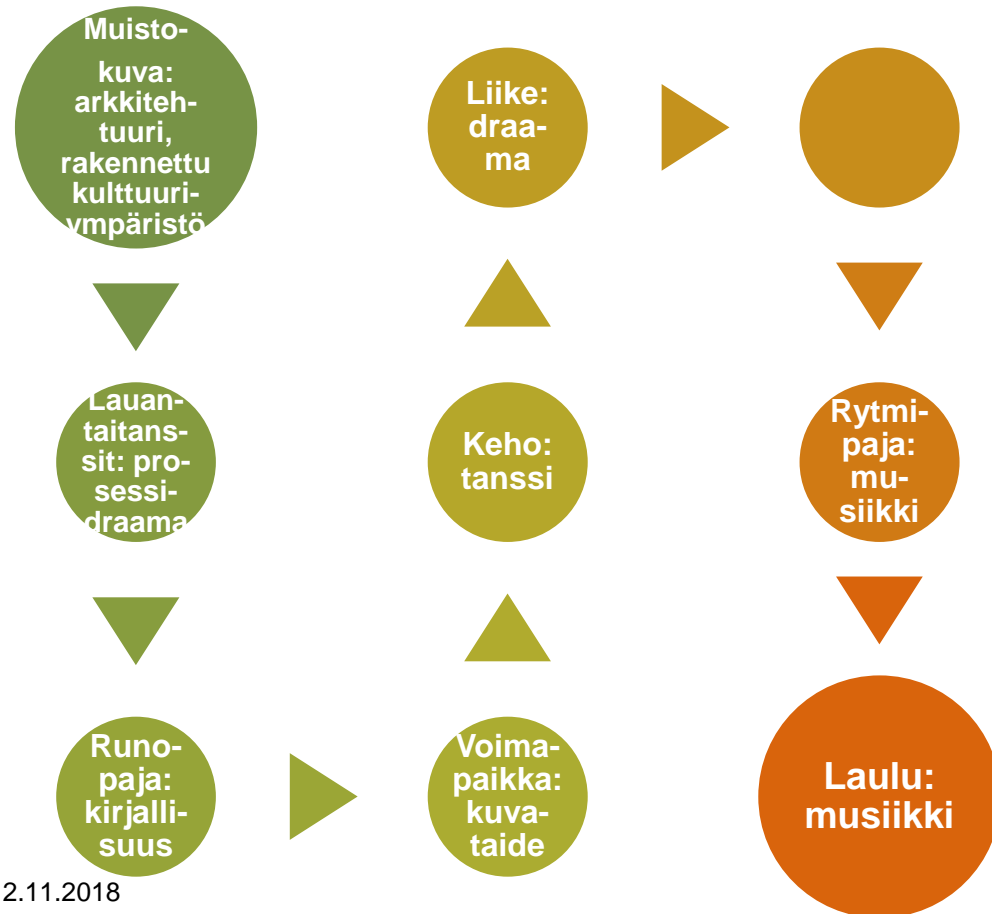 Muisto-
kuva:
arkkiteh-
tuuri,
rakennettu
kulttuuri-
ympäristö
Lauan-
taitans-
sit: pro-
sessi-
draama
Runo-
paja:
kirjalli-
suus
Voima-
paikka:
kuva-
taide
Keho:
tanssi
Liike:
draa-
ma
Rytmi-
paja:
mu-
siikki
Laulu:
musiikki
2.11.2018